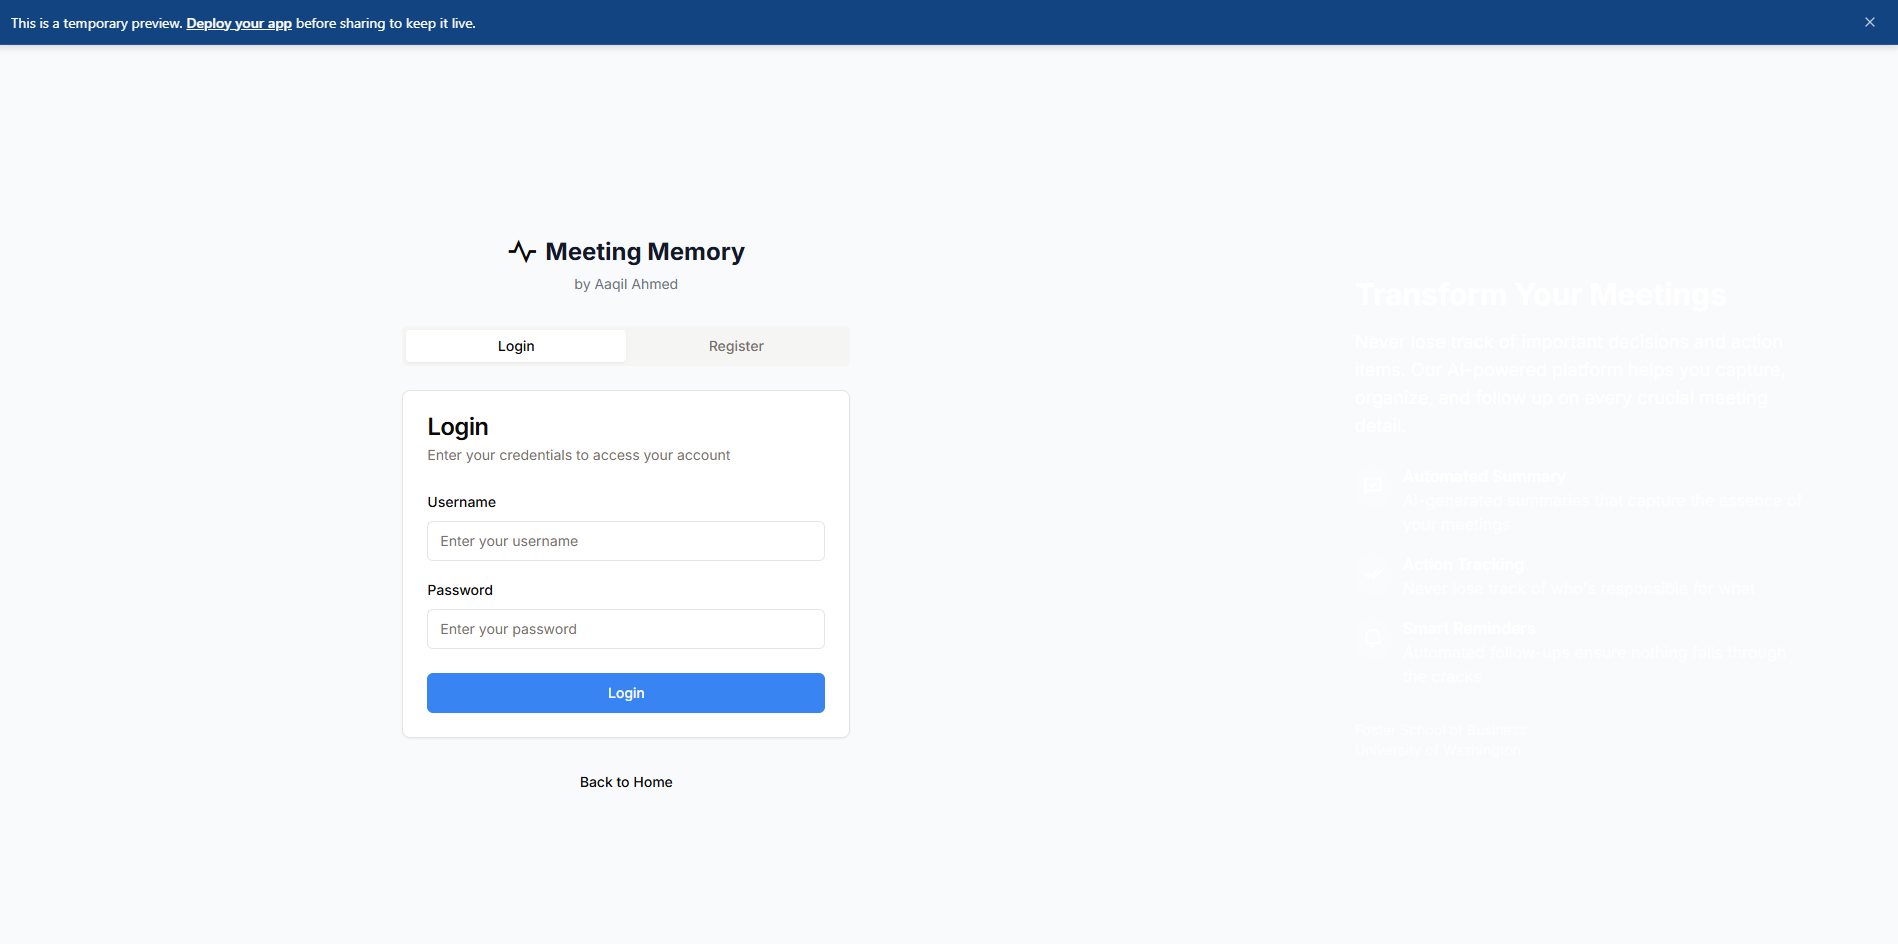 This is a temporary preview. Deploy your app before sharing to keep it live.
Meeting Memory
by Aaqil Ahmed
Login Register
Login
Enter your credentials to access your account
Username
Enter your username
Password
Enter your password
Login
Back to Home
Transform Your Meetings
Never lose track of important decisions and action
items. Our AI-powered platform helps you capture,
organize, and follow up on every crucial meeting
detail.
Automated Summary
AI-generated summaries that capture the essence of
your meetings
Action Tracking
Never lose track of who's responsible for what
Smart Reminders
Automated follow-ups ensure nothing falls through
the cracks
Foster School of Business
University of Washington